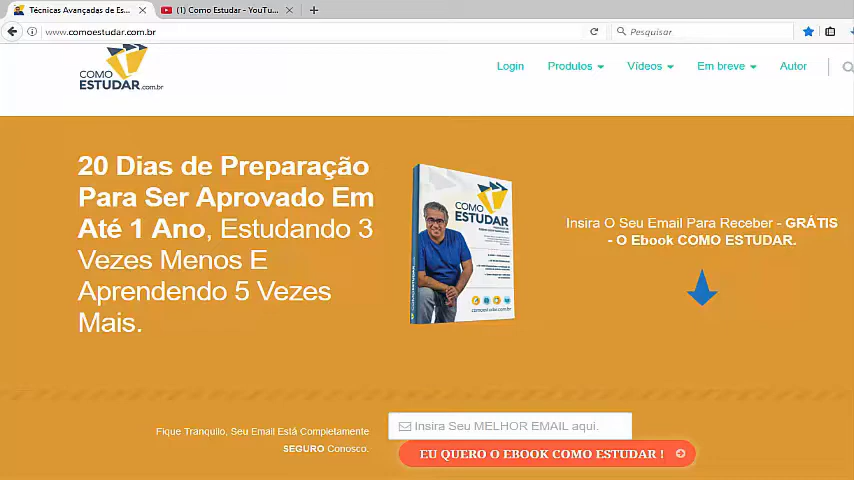 Técnicas Avançadas de Es...
(1) Como Estudar - YouTu...
www.comoestudar.com.br
Pesquisar
COMO
ESTUDAR.com.br
Login
Produtos
Vídeos
Em breve
Autor
20 Dias de Preparação
Para Ser Aprovado Em
Até 1 Ano, Estudando 3
Vezes Menos E
Aprendendo 5 Vezes
Mais.
COMO
ESTUDAR
comoestudar.com.br
Insira O Seu Email Para Receber - GRÁTIS
- O Ebook COMO ESTUDAR.
Fique Tranquilo, Seu Email Está Completamente
SEGURO Conosco.
Insira Seu MELHOR EMAIL aqui.
EU QUERO O EBOOK COMO ESTUDAR !